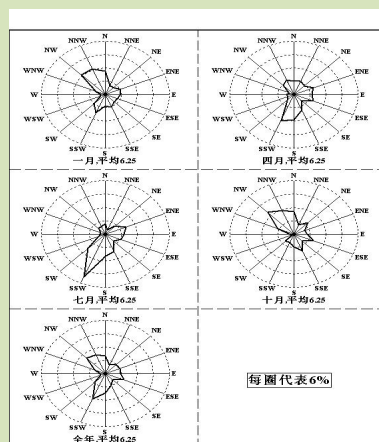 N
NNW NNE
NW NE
WNW ENE
W E
WSW ESE
SW SE
SSW SSE
S
一月,平均6.25
N
NNW NNE
NW NE
WNW ENE
W E
WSW ESE
SW SE
SSW SSE
S
四月,平均6.25
N
NNW NNE
NW NE
WNW ENE
W E
WSW ESE
SW SE
SSW SSE
S
七月,平均6.25
N
NNW NNE
NW NE
WNW ENE
W E
WSW ESE
SW SE
SSW SSE
S
十月,平均6.25
N
NNW NNE
NW NE
WNW ENE
W E
WSW ESE
SW SE
SSW SSE
S
全年,平均6.25
每圈代表6%